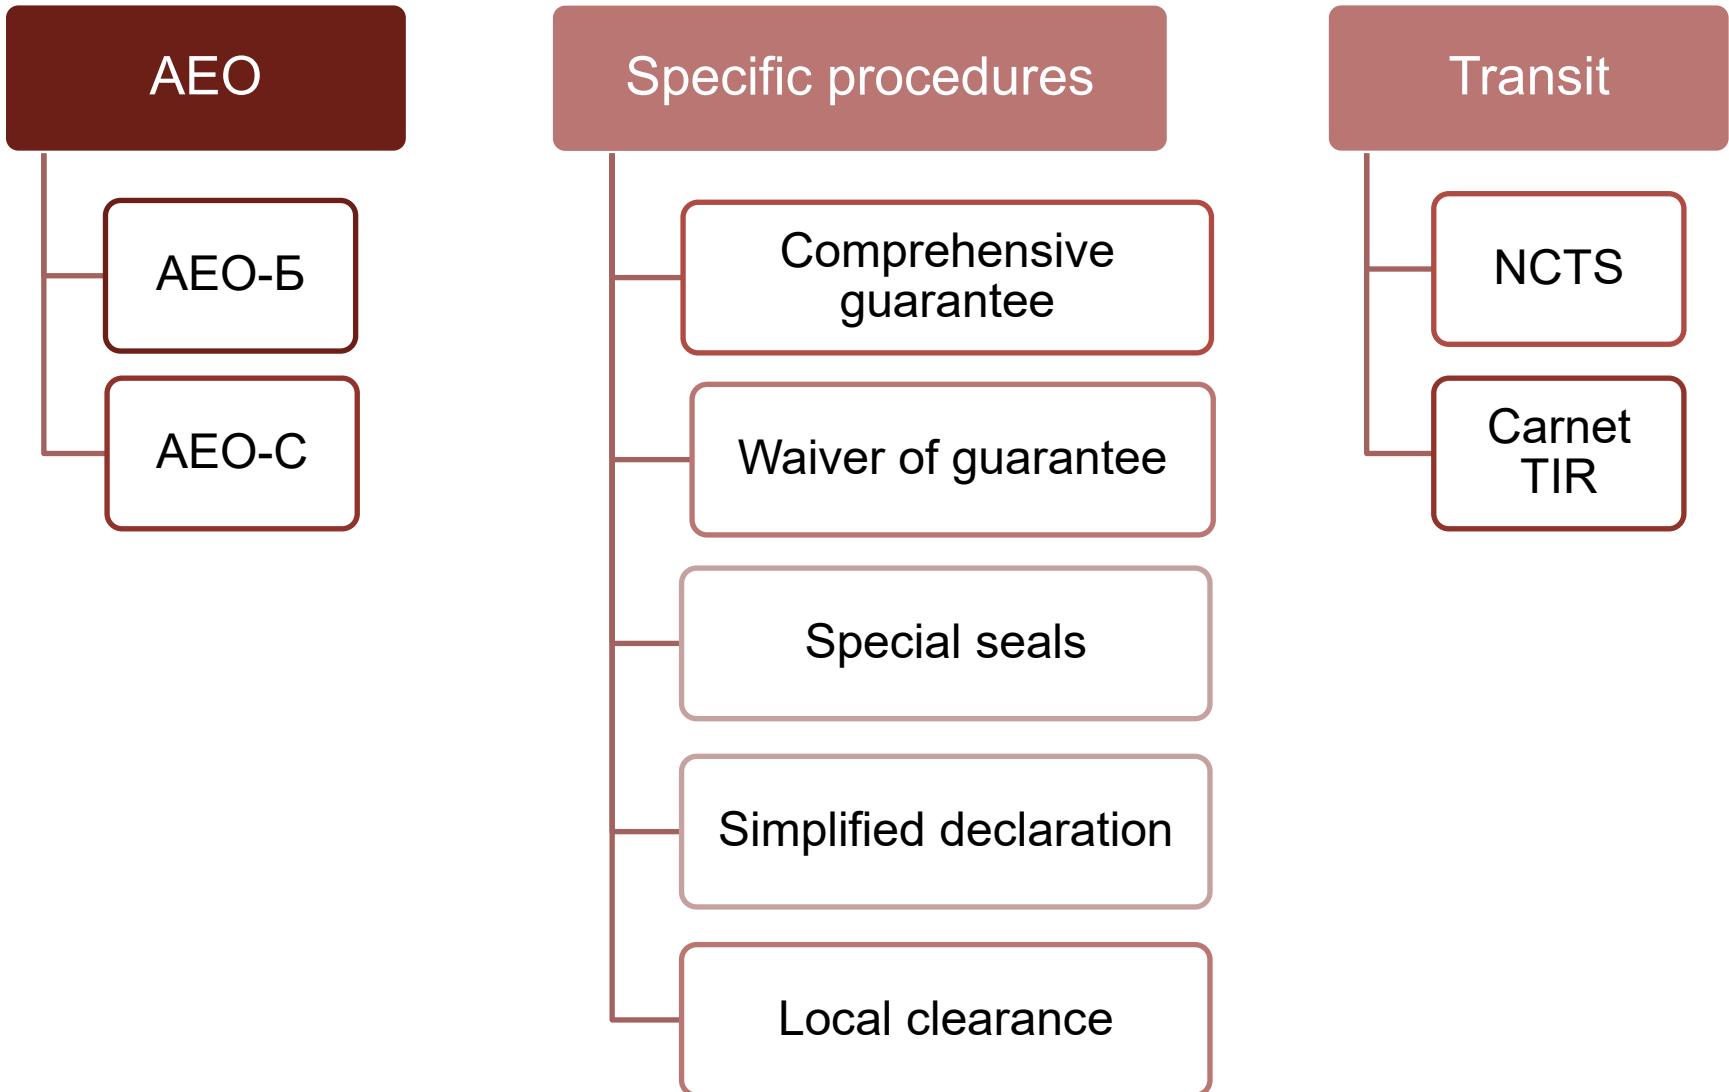 AEO
AEO-Б
AEO-C
Specific procedures
Comprehensive
guarantee
Waiver of guarantee
Special seals
Simplified declaration
Local clearance
Transit
NCTS
Carnet
TIR